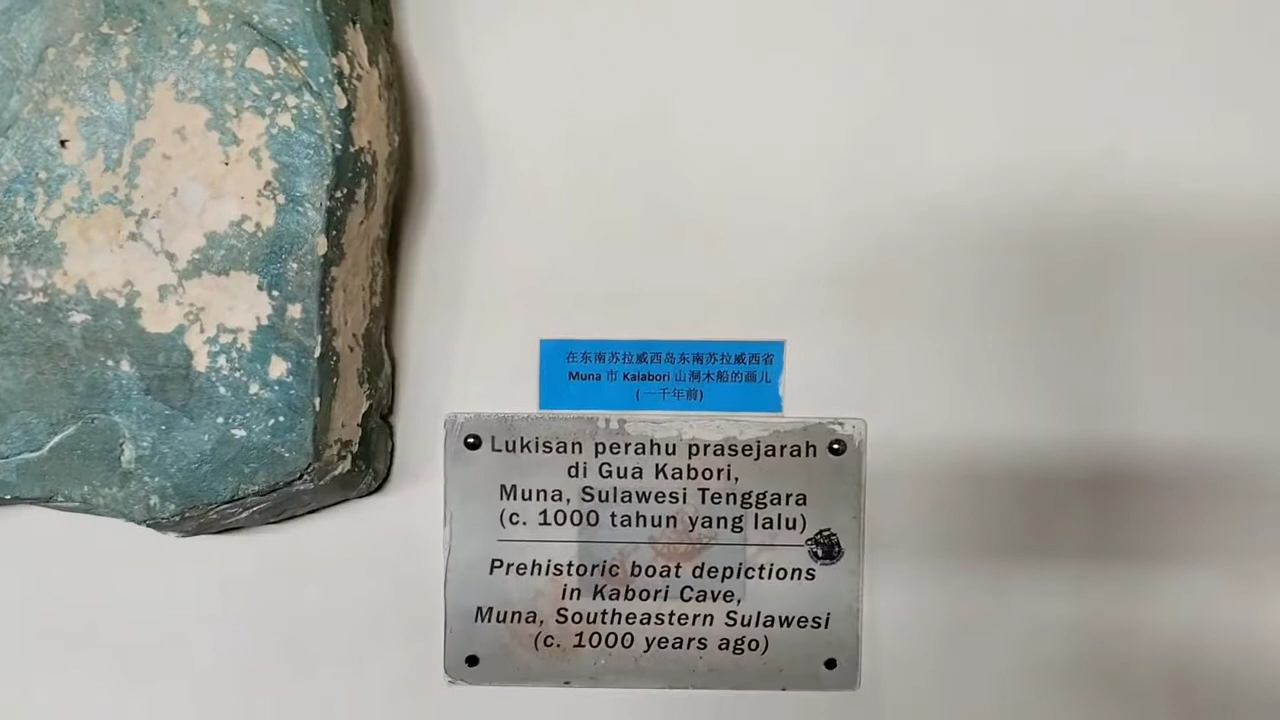 在东南苏拉威西岛东南苏拉威西省
Muna 市 Kalabori 山洞木船的画儿
(一千年前)
Lukisan perahu prasejarah
di Gua Kabori,
Muna, Sulawesi Tenggara
(c. 1000 tahun yang lalu)
Prehistoric boat depictions
in Kabori Cave,
Muna, Southeastern Sulawesi
(c. 1000 years ago)